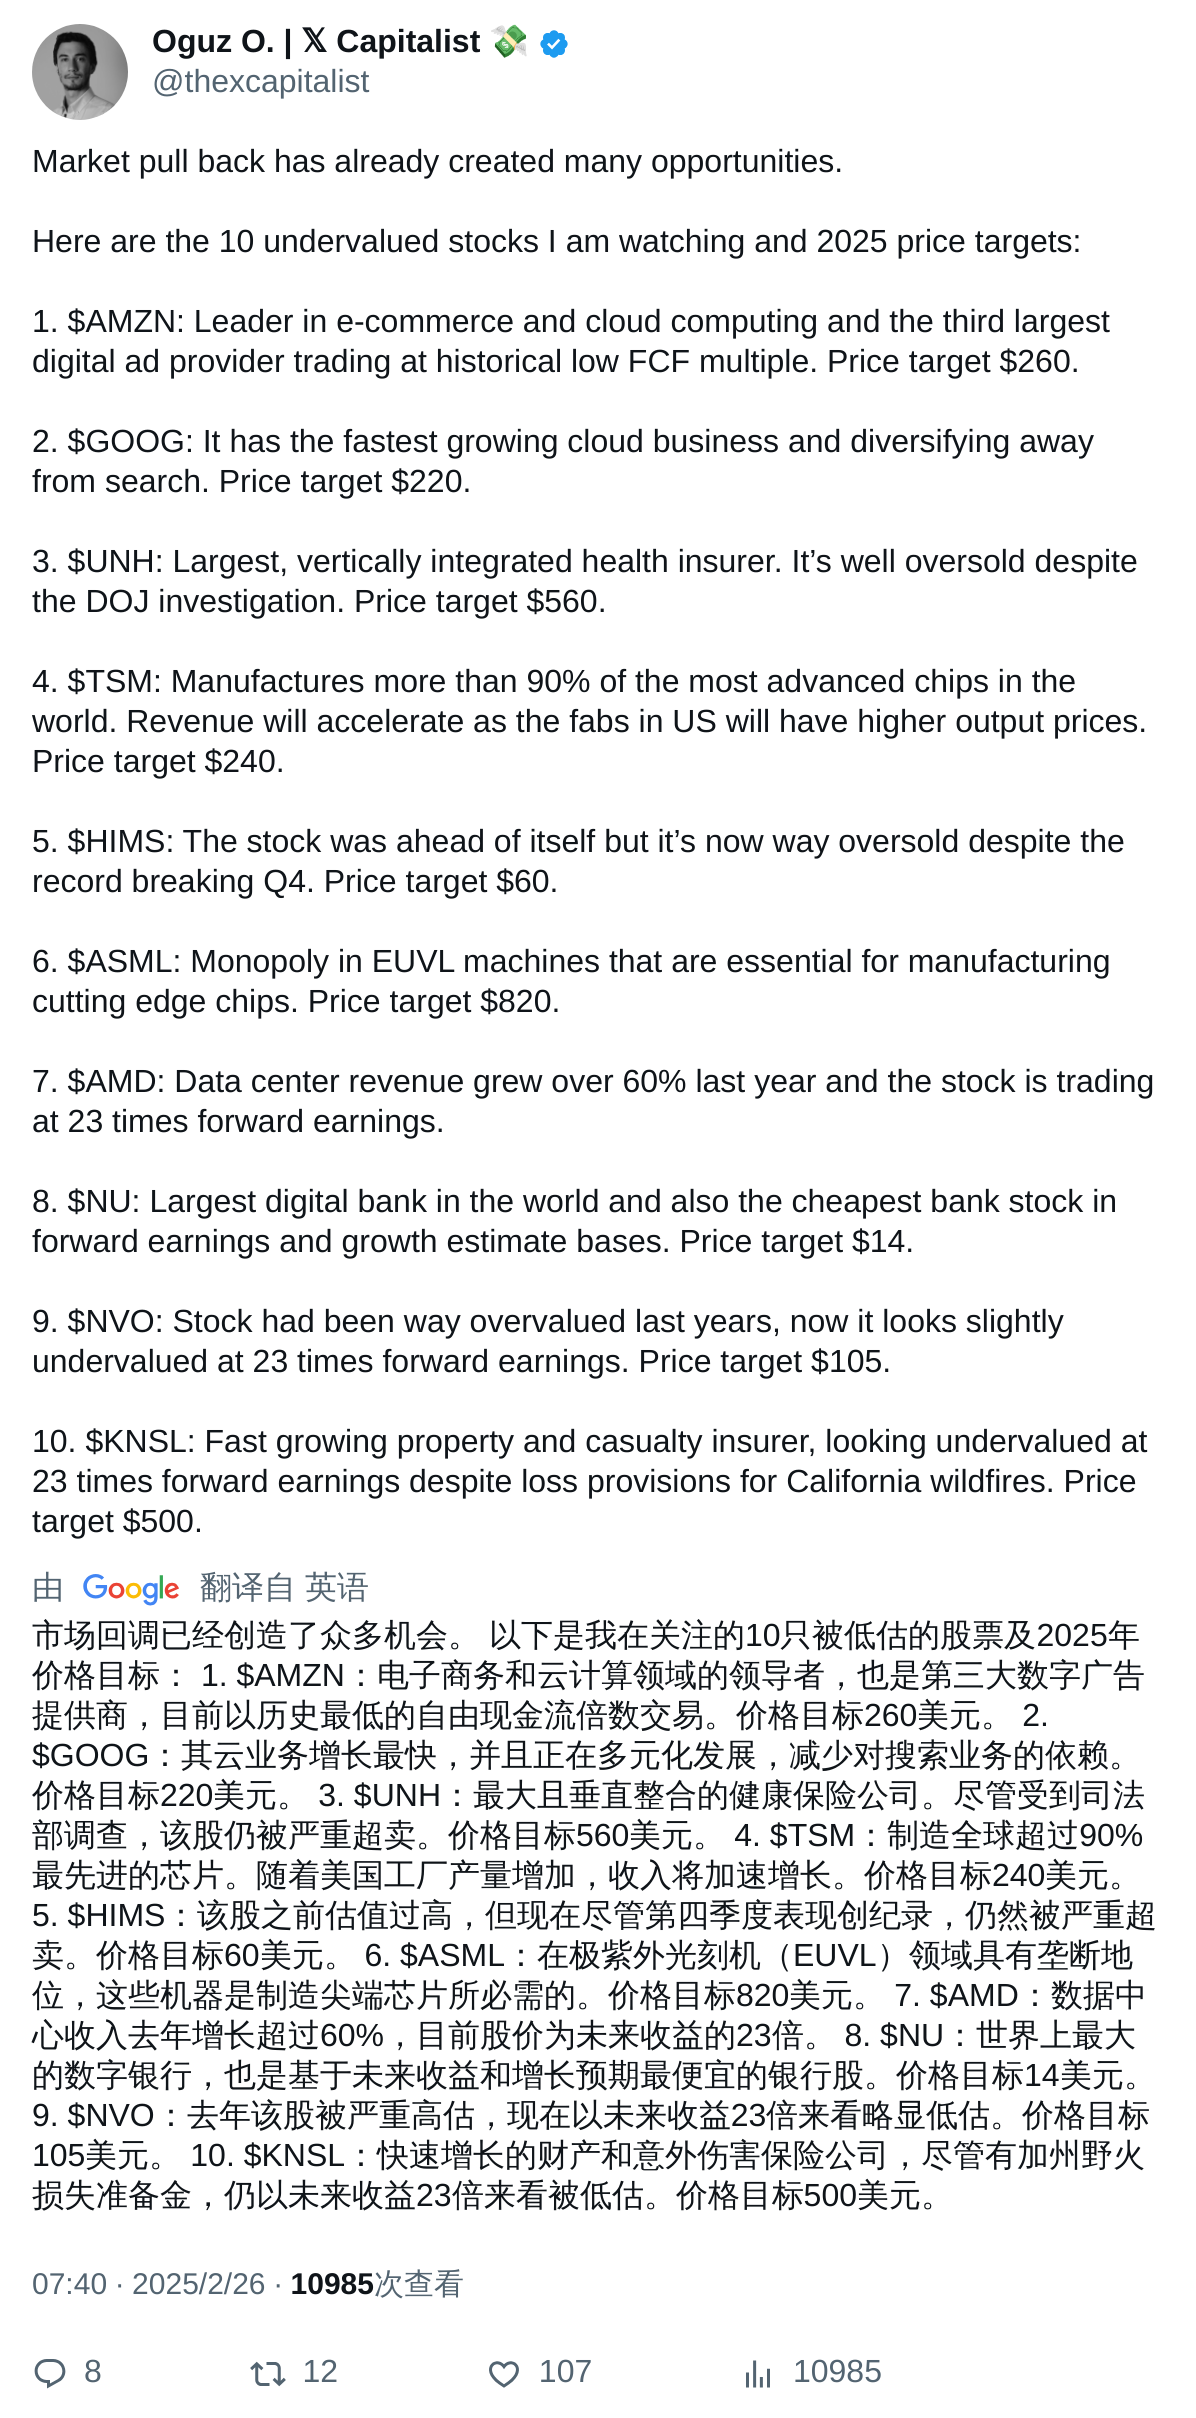 Oguz O. | 𝕏 Capitalist 💸
@thexcapitalist
Market pull back has already created many opportunities.
Here are the 10 undervalued stocks I am watching and 2025 price targets:
1. $AMZN: Leader in e-commerce and cloud computing and the third largest
digital ad provider trading at historical low FCF multiple. Price target $260.
2. $GOOG: It has the fastest growing cloud business and diversifying away
from search. Price target $220.
3. $UNH: Largest, vertically integrated health insurer. It’s well oversold despite
the DOJ investigation. Price target $560.
4. $TSM: Manufactures more than 90% of the most advanced chips in the
world. Revenue will accelerate as the fabs in US will have higher output prices.
Price target $240.
5. $HIMS: The stock was ahead of itself but it’s now way oversold despite the
record breaking Q4. Price target $60.
6. $ASML: Monopoly in EUVL machines that are essential for manufacturing
cutting edge chips. Price target $820.
7. $AMD: Data center revenue grew over 60% last year and the stock is trading
at 23 times forward earnings.
8. $NU: Largest digital bank in the world and also the cheapest bank stock in
forward earnings and growth estimate bases. Price target $14.
9. $NVO: Stock had been way overvalued last years, now it looks slightly
undervalued at 23 times forward earnings. Price target $105.
10. $KNSL: Fast growing property and casualty insurer, looking undervalued at
23 times forward earnings despite loss provisions for California wildfires. Price
target $500.
由 Google 翻译自 英语
市场回调已经创造了众多机会。 以下是我在关注的10只被低估的股票及2025年
价格目标： 1. $AMZN：电子商务和云计算领域的领导者，也是第三大数字广告
提供商，目前以历史最低的自由现金流倍数交易。价格目标260美元。 2.
$GOOG：其云业务增长最快，并且正在多元化发展，减少对搜索业务的依赖。
价格目标220美元。 3. $UNH：最大且垂直整合的健康保险公司。尽管受到司法
部调查，该股仍被严重超卖。价格目标560美元。 4. $TSM：制造全球超过90%
最先进的芯片。随着美国工厂产量增加，收入将加速增长。价格目标240美元。
5. $HIMS：该股之前估值过高，但现在尽管第四季度表现创纪录，仍然被严重超
卖。价格目标60美元。 6. $ASML：在极紫外光刻机（EUVL）领域具有垄断地
位，这些机器是制造尖端芯片所必需的。价格目标820美元。 7. $AMD：数据中
心收入去年增长超过60%，目前股价为未来收益的23倍。 8. $NU：世界上最大
的数字银行，也是基于未来收益和增长预期最便宜的银行股。价格目标14美元。
9. $NVO：去年该股被严重高估，现在以未来收益23倍来看略显低估。价格目标
105美元。 10. $KNSL：快速增长的财产和意外伤害保险公司，尽管有加州野火
损失准备金，仍以未来收益23倍来看被低估。价格目标500美元。
07:40 · 2025/2/26 · 10985次查看
8 12 107 10985